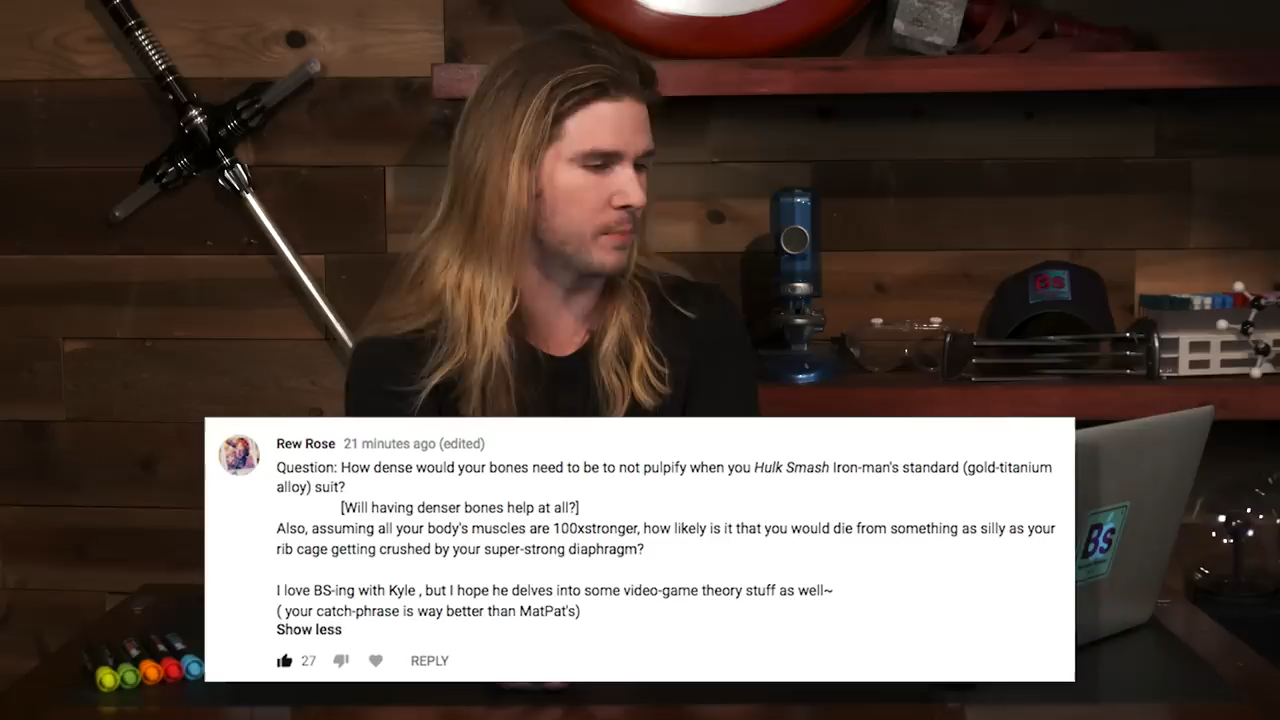 Bs
Bs
Rew Rose 21 minutes ago (edited)
Question: How dense would your bones need to be to not pulpify when you Hulk Smash Iron-man's standard (gold-titanium
alloy) suit?
[Will having denser bones help at all?]
Also, assuming all your body's muscles are 100xstronger, how likely is it that you would die from something as silly as your
rib cage getting crushed by your super-strong diaphragm?
I love BS-ing with Kyle , but I hope he delves into some video-game theory stuff as well~
( your catch-phrase is way better than MatPat's)
Show less
27 REPLY